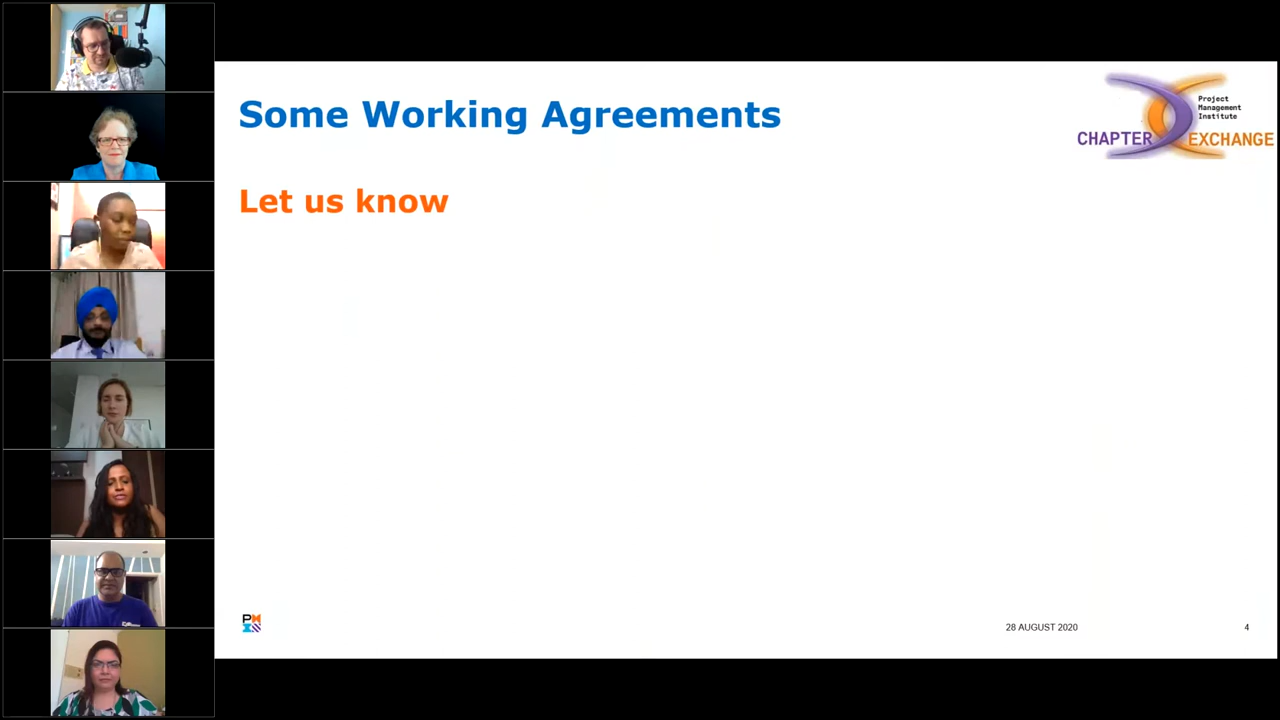 Some Working Agreements
Project
Management
Institute
CHAPTER EXCHANGE
Let us know
28 AUGUST 2020
4